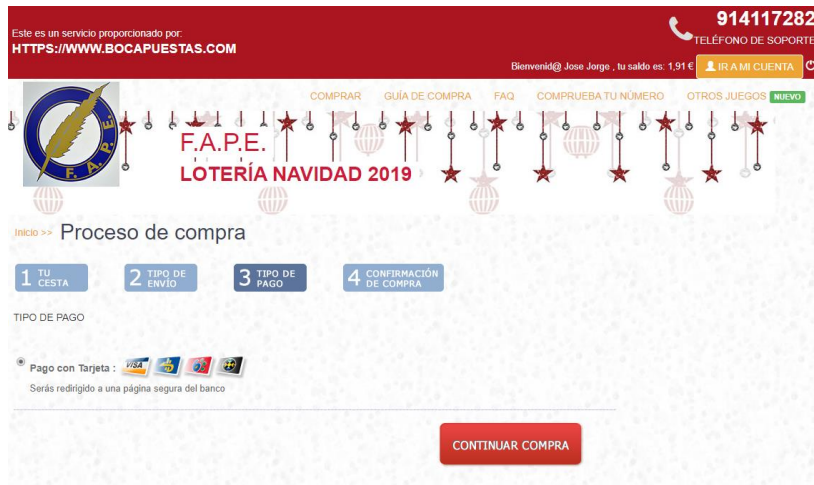 914117282
Este es un servicio proporcionado por:
TELÉFONO DE SOPORTE
HTTPS://WWW.BOCAPUESTAS.COM
Bienvenid@ Jose Jorge , tu saldo es: 1,91 € IR A MI CUENTA
COMPRAR GUÍA DE COMPRA FAQ COMPRUEBA TU NÚMERO OTROS JUEGOS NUEVO
F. A. P. E.
F.A.P.E.
LOTERÍA NAVIDAD 2019
Inicio >> Proceso de compra
1 TU CESTA
2 TIPO DE ENVÍO
3 TIPO DE PAGO
4 CONFIRMACIÓN DE COMPRA
TIPO DE PAGO
Pago con Tarjeta : VISA
Serás redirigido a una página segura del banco
CONTINUAR COMPRA